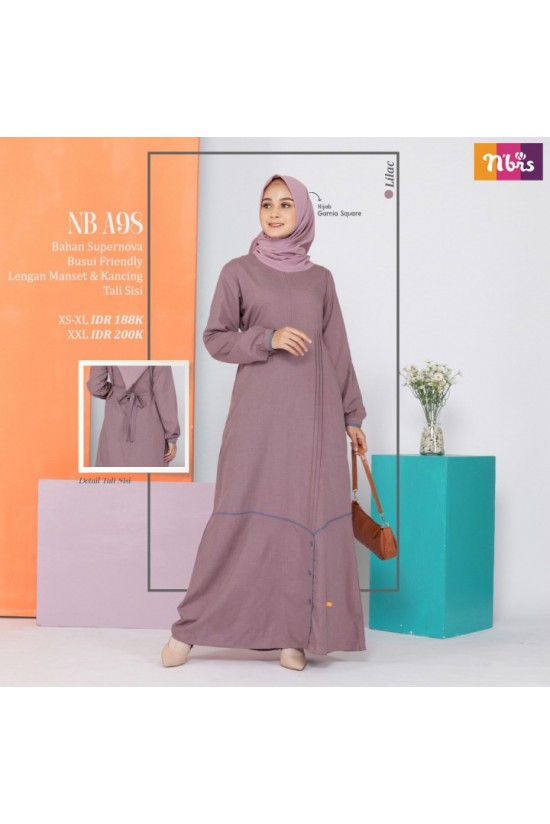 N'brs
Lilac
Hijab
Garnia Square
NB A98
Bahan Supernova
Busui Friendly
Lengan Manset & Kancing
Tali Sisi
XS-XL IDR 188K
XXL IDR 200K
Detail Tali Sisi